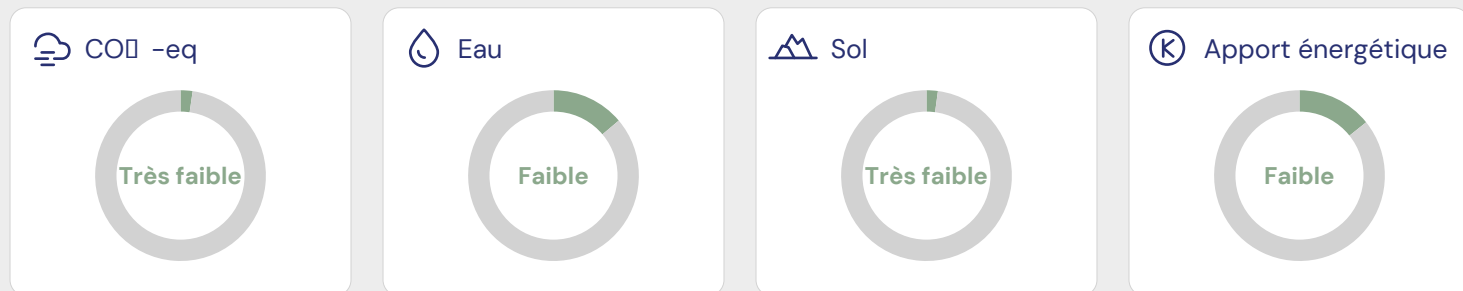 CO▯ -eq
Très faible
Eau
Faible
Sol
Très faible
Apport énergétique
Faible